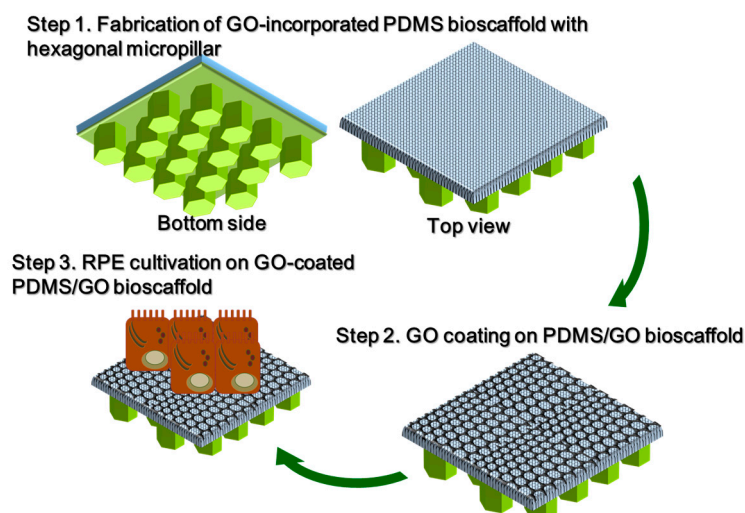 Step 1. Fabrication of GO-incorporated PDMS bioscaffold with
hexagonal micropillar
Bottom side
Top view
Step 3. RPE cultivation on GO-coated
PDMS/GO bioscaffold
Step 2. GO coating on PDMS/GO bioscaffold